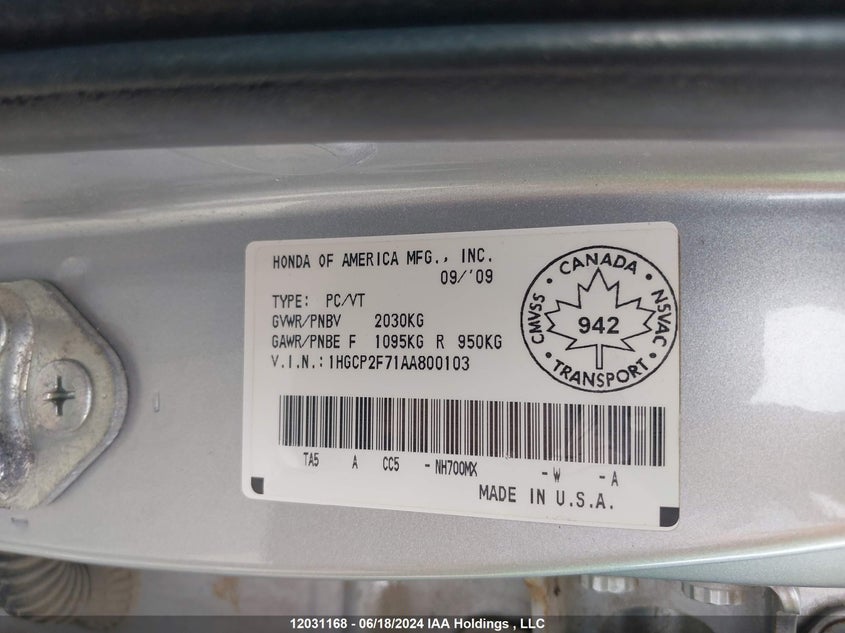 HONDA OF AMERICA MFG., INC.
09/'09
TYPE: PC/VT
GVWR/PNBV 2030KG
GAWR/PNBE F 1095KG R 950KG
V.I.N.: 1HGCP2F71AA800103
CANADA
CMVSS
942
NSVAC
TRANSPORT
TA5 A CC5 - NH700MX - W - A
MADE IN U.S.A.
12031168 - 06/18/2024 IAA Holdings , LLC